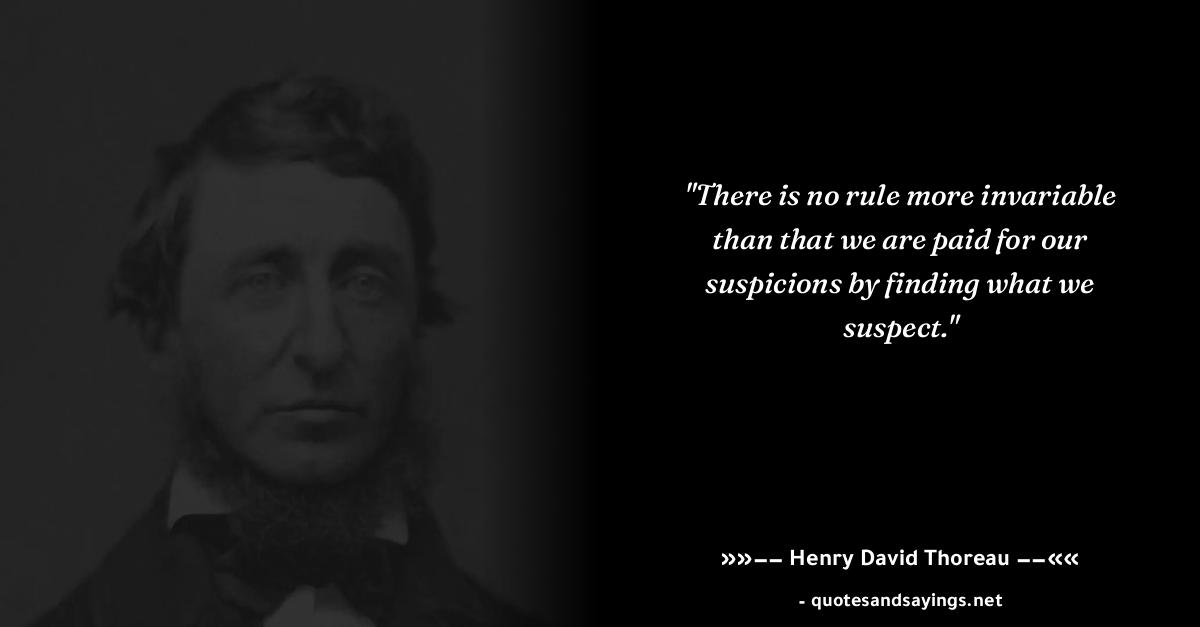 "There is no rule more invariable
than that we are paid for our
suspicions by finding what we
suspect."
»»−− Henry David Thoreau −−««
- quotesandsayings.net